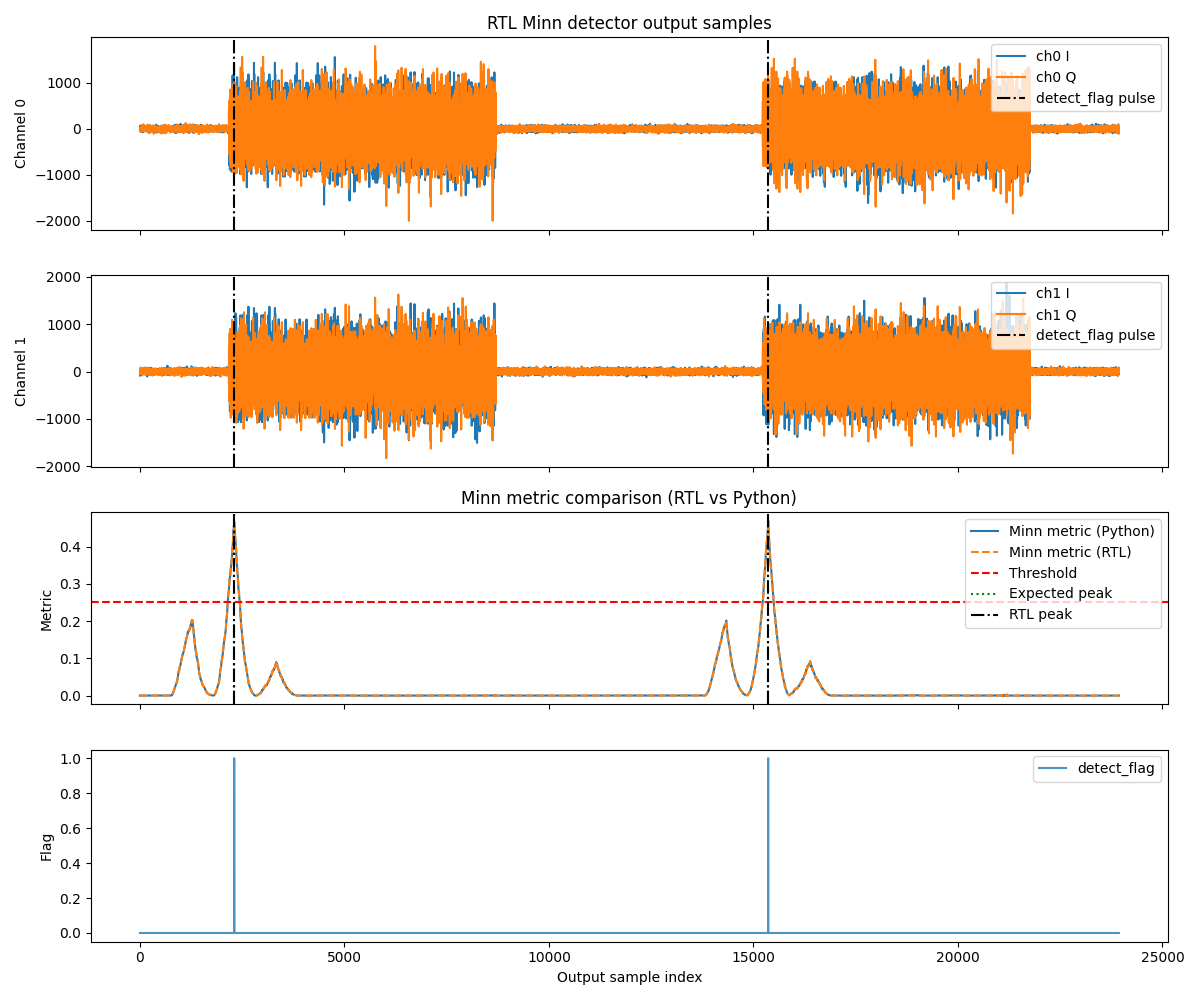 RTL Minn detector output samples
Channel 0
1000
0
−1000
−2000
ch0 I
ch0 Q
detect_flag pulse
Channel 1
2000
1000
0
−1000
−2000
ch1 I
ch1 Q
detect_flag pulse
Minn metric comparison (RTL vs Python)
Metric
0.4
0.3
0.2
0.1
0.0
Minn metric (Python)
Minn metric (RTL)
Threshold
Expected peak
RTL peak
Flag
1.0
0.8
0.6
0.4
0.2
0.0
detect_flag
0 5000 10000 15000 20000 25000
Output sample index